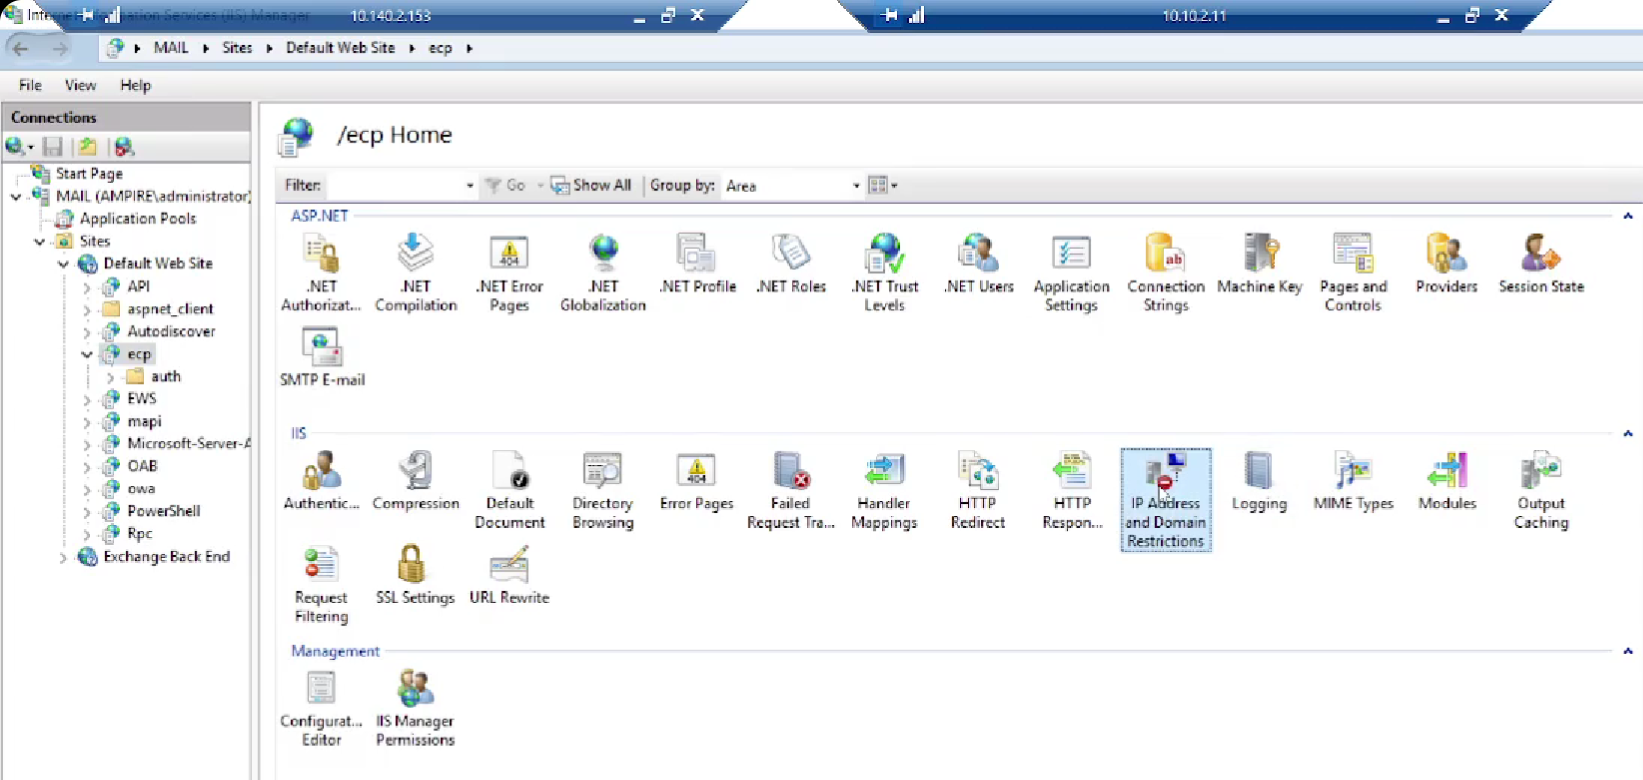 Internet Information Services (IIS) Manager
10.140.2.153
10.10.2.11
MAIL Sites Default Web Site ecp
File View Help
Connections
Start Page
MAIL (AMPIRE\administrator)
Application Pools
Sites
Default Web Site
API
aspnet_client
Autodiscover
ecp
auth
EWS
mapi
Microsoft-Server-A
OAB
owa
PowerShell
Rpc
Exchange Back End
/ecp Home
Filter: Go Show All Group by: Area
ASP.NET
.NET Authorizat...
.NET Compilation
.NET Error Pages
404
.NET Globalization
.NET Profile
.NET Roles
.NET Trust Levels
.NET Users
Application Settings
Connection Strings
ab
Machine Key
Pages and Controls
Providers
Session State
SMTP E-mail
IIS
Authentic...
Compression
Default Document
Directory Browsing
Error Pages
404
Failed Request Tra...
Handler Mappings
HTTP Redirect
HTTP Respon...
IP Address and Domain Restrictions
Logging
MIME Types
Modules
Output Caching
Request Filtering
SSL Settings
URL Rewrite
Management
Configurat... Editor
IIS Manager Permissions